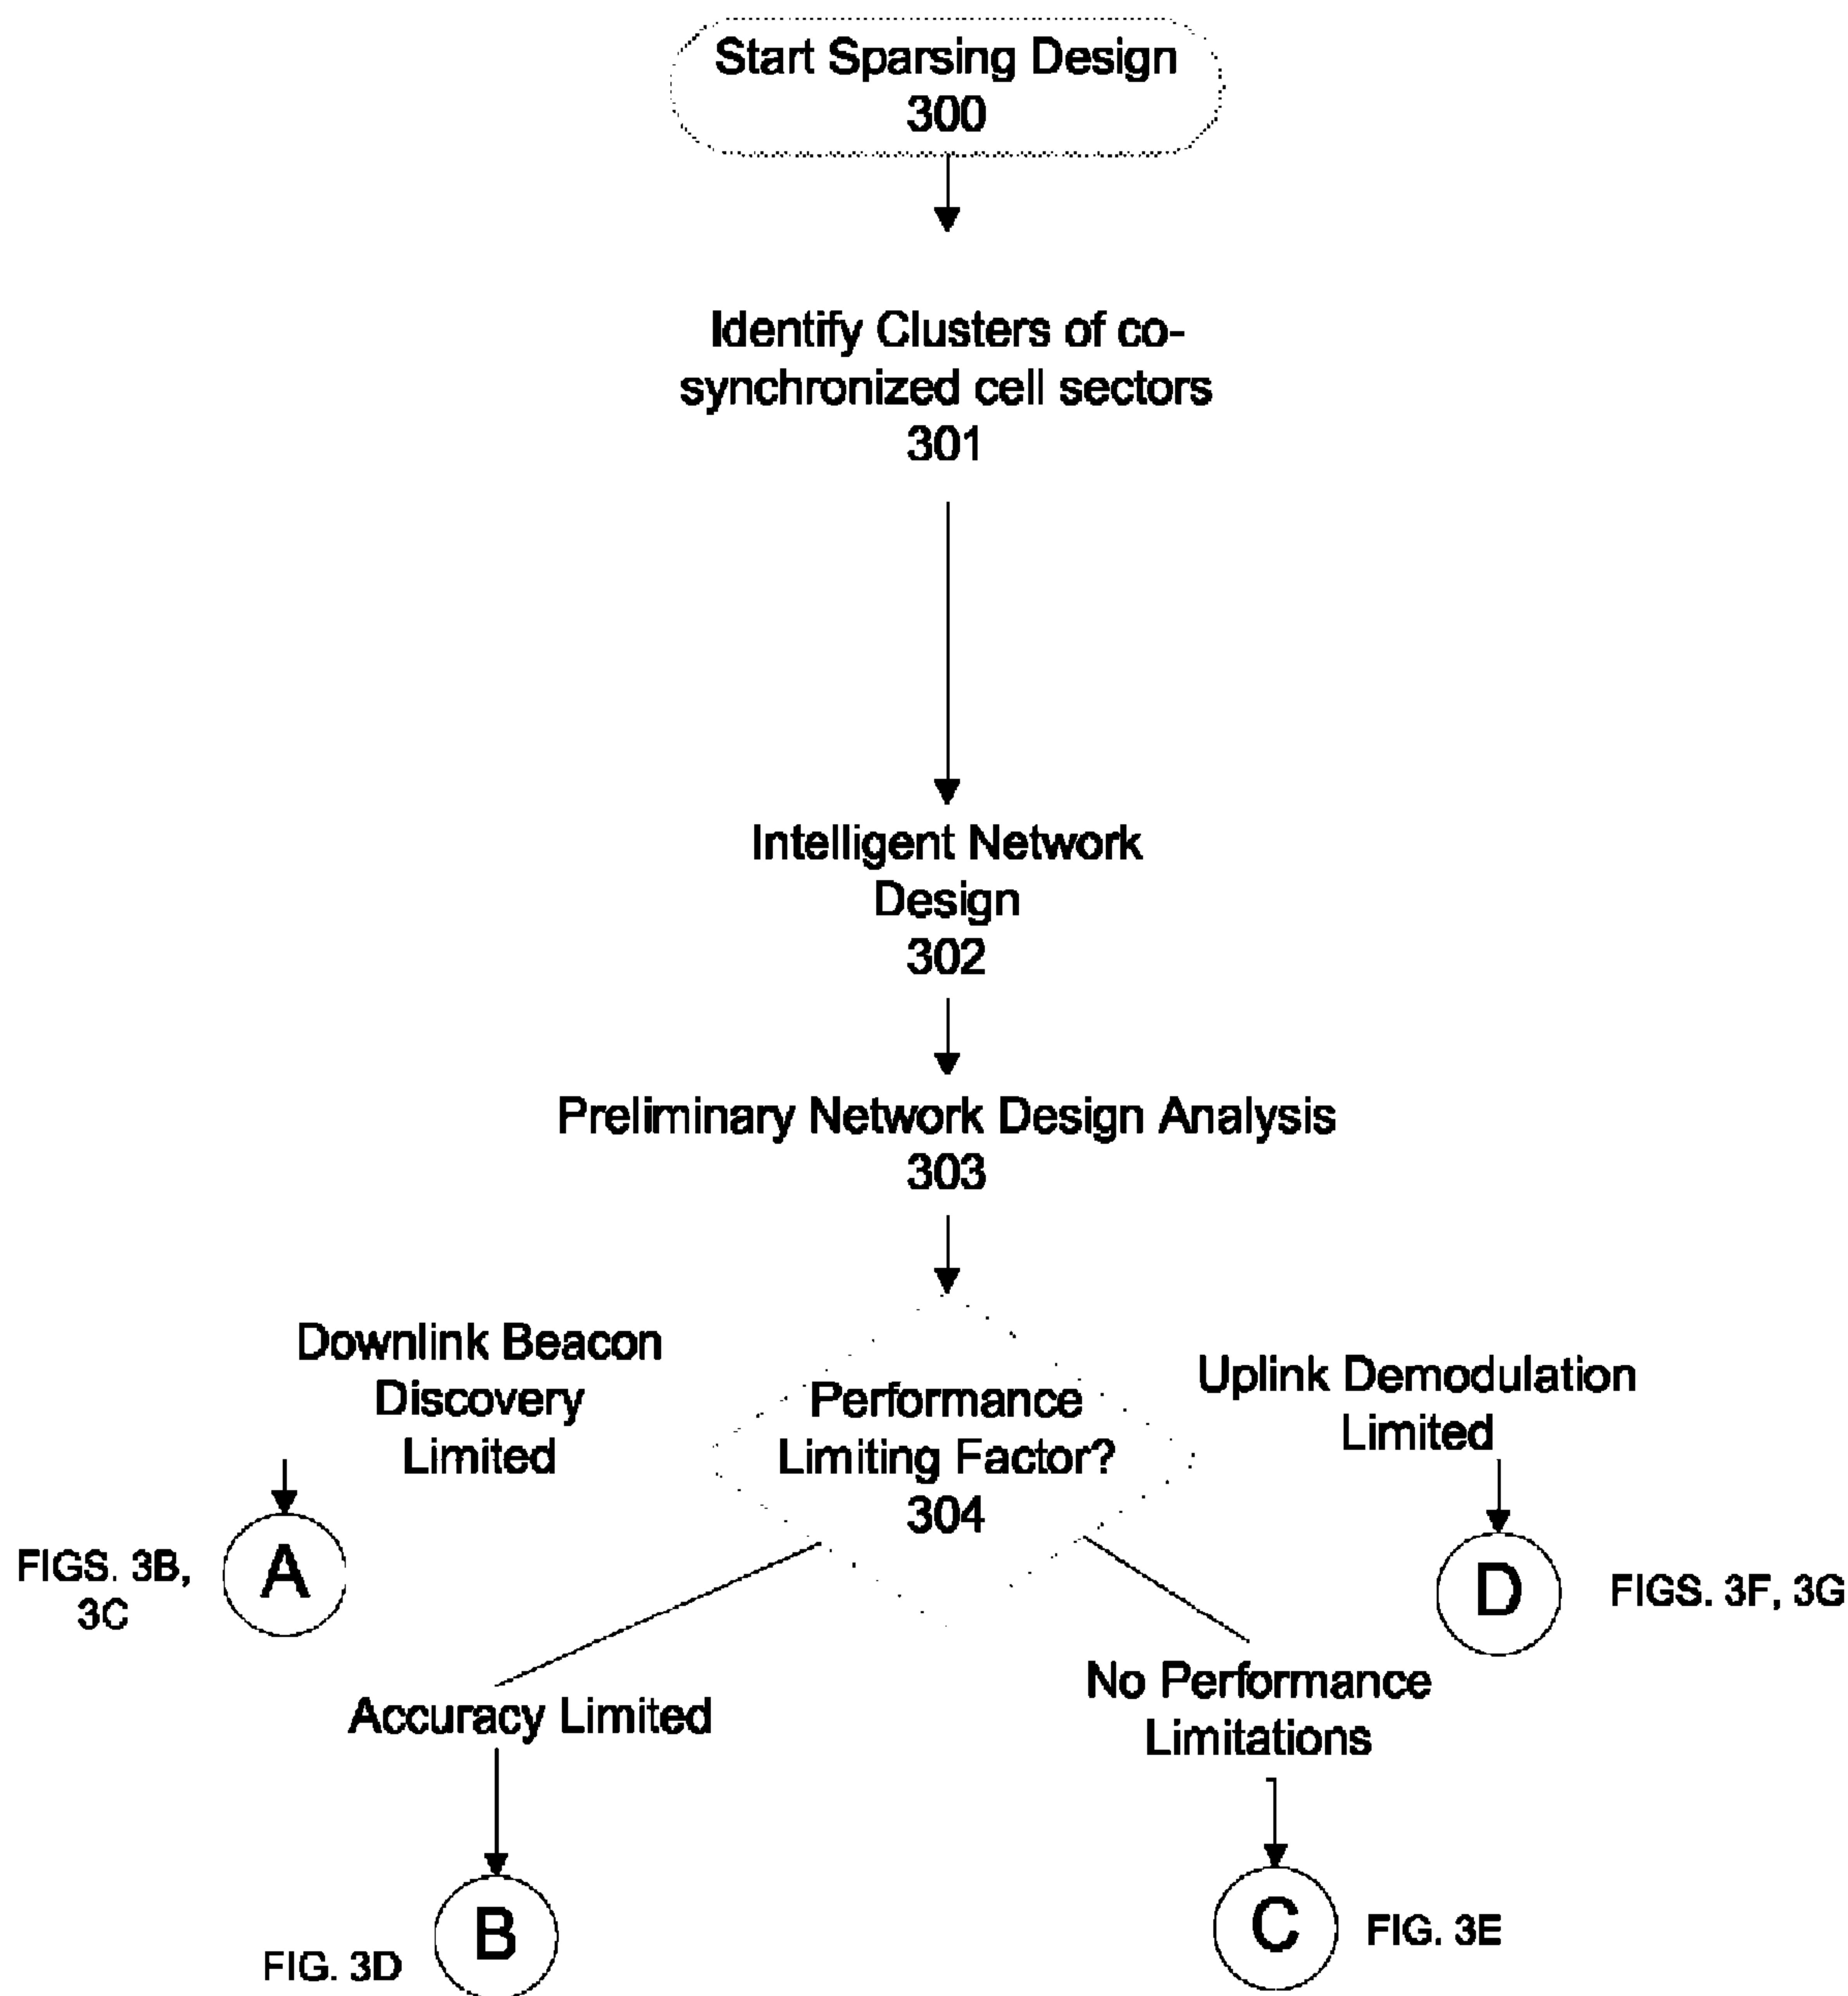 Start Sparsing Design
300
Identify Clusters of co-
synchronized cell sectors
301
Intelligent Network
Design
302
Preliminary Network Design Analysis
303
Downlink Beacon
Discovery
Limited
Performance
Limiting Factor?
304
Uplink Demodulation
Limited
FIGS. 3B,
3C
A
D
FIGS. 3F, 3G
Accuracy Limited
No Performance
Limitations
FIG. 3D
B
C
FIG. 3E